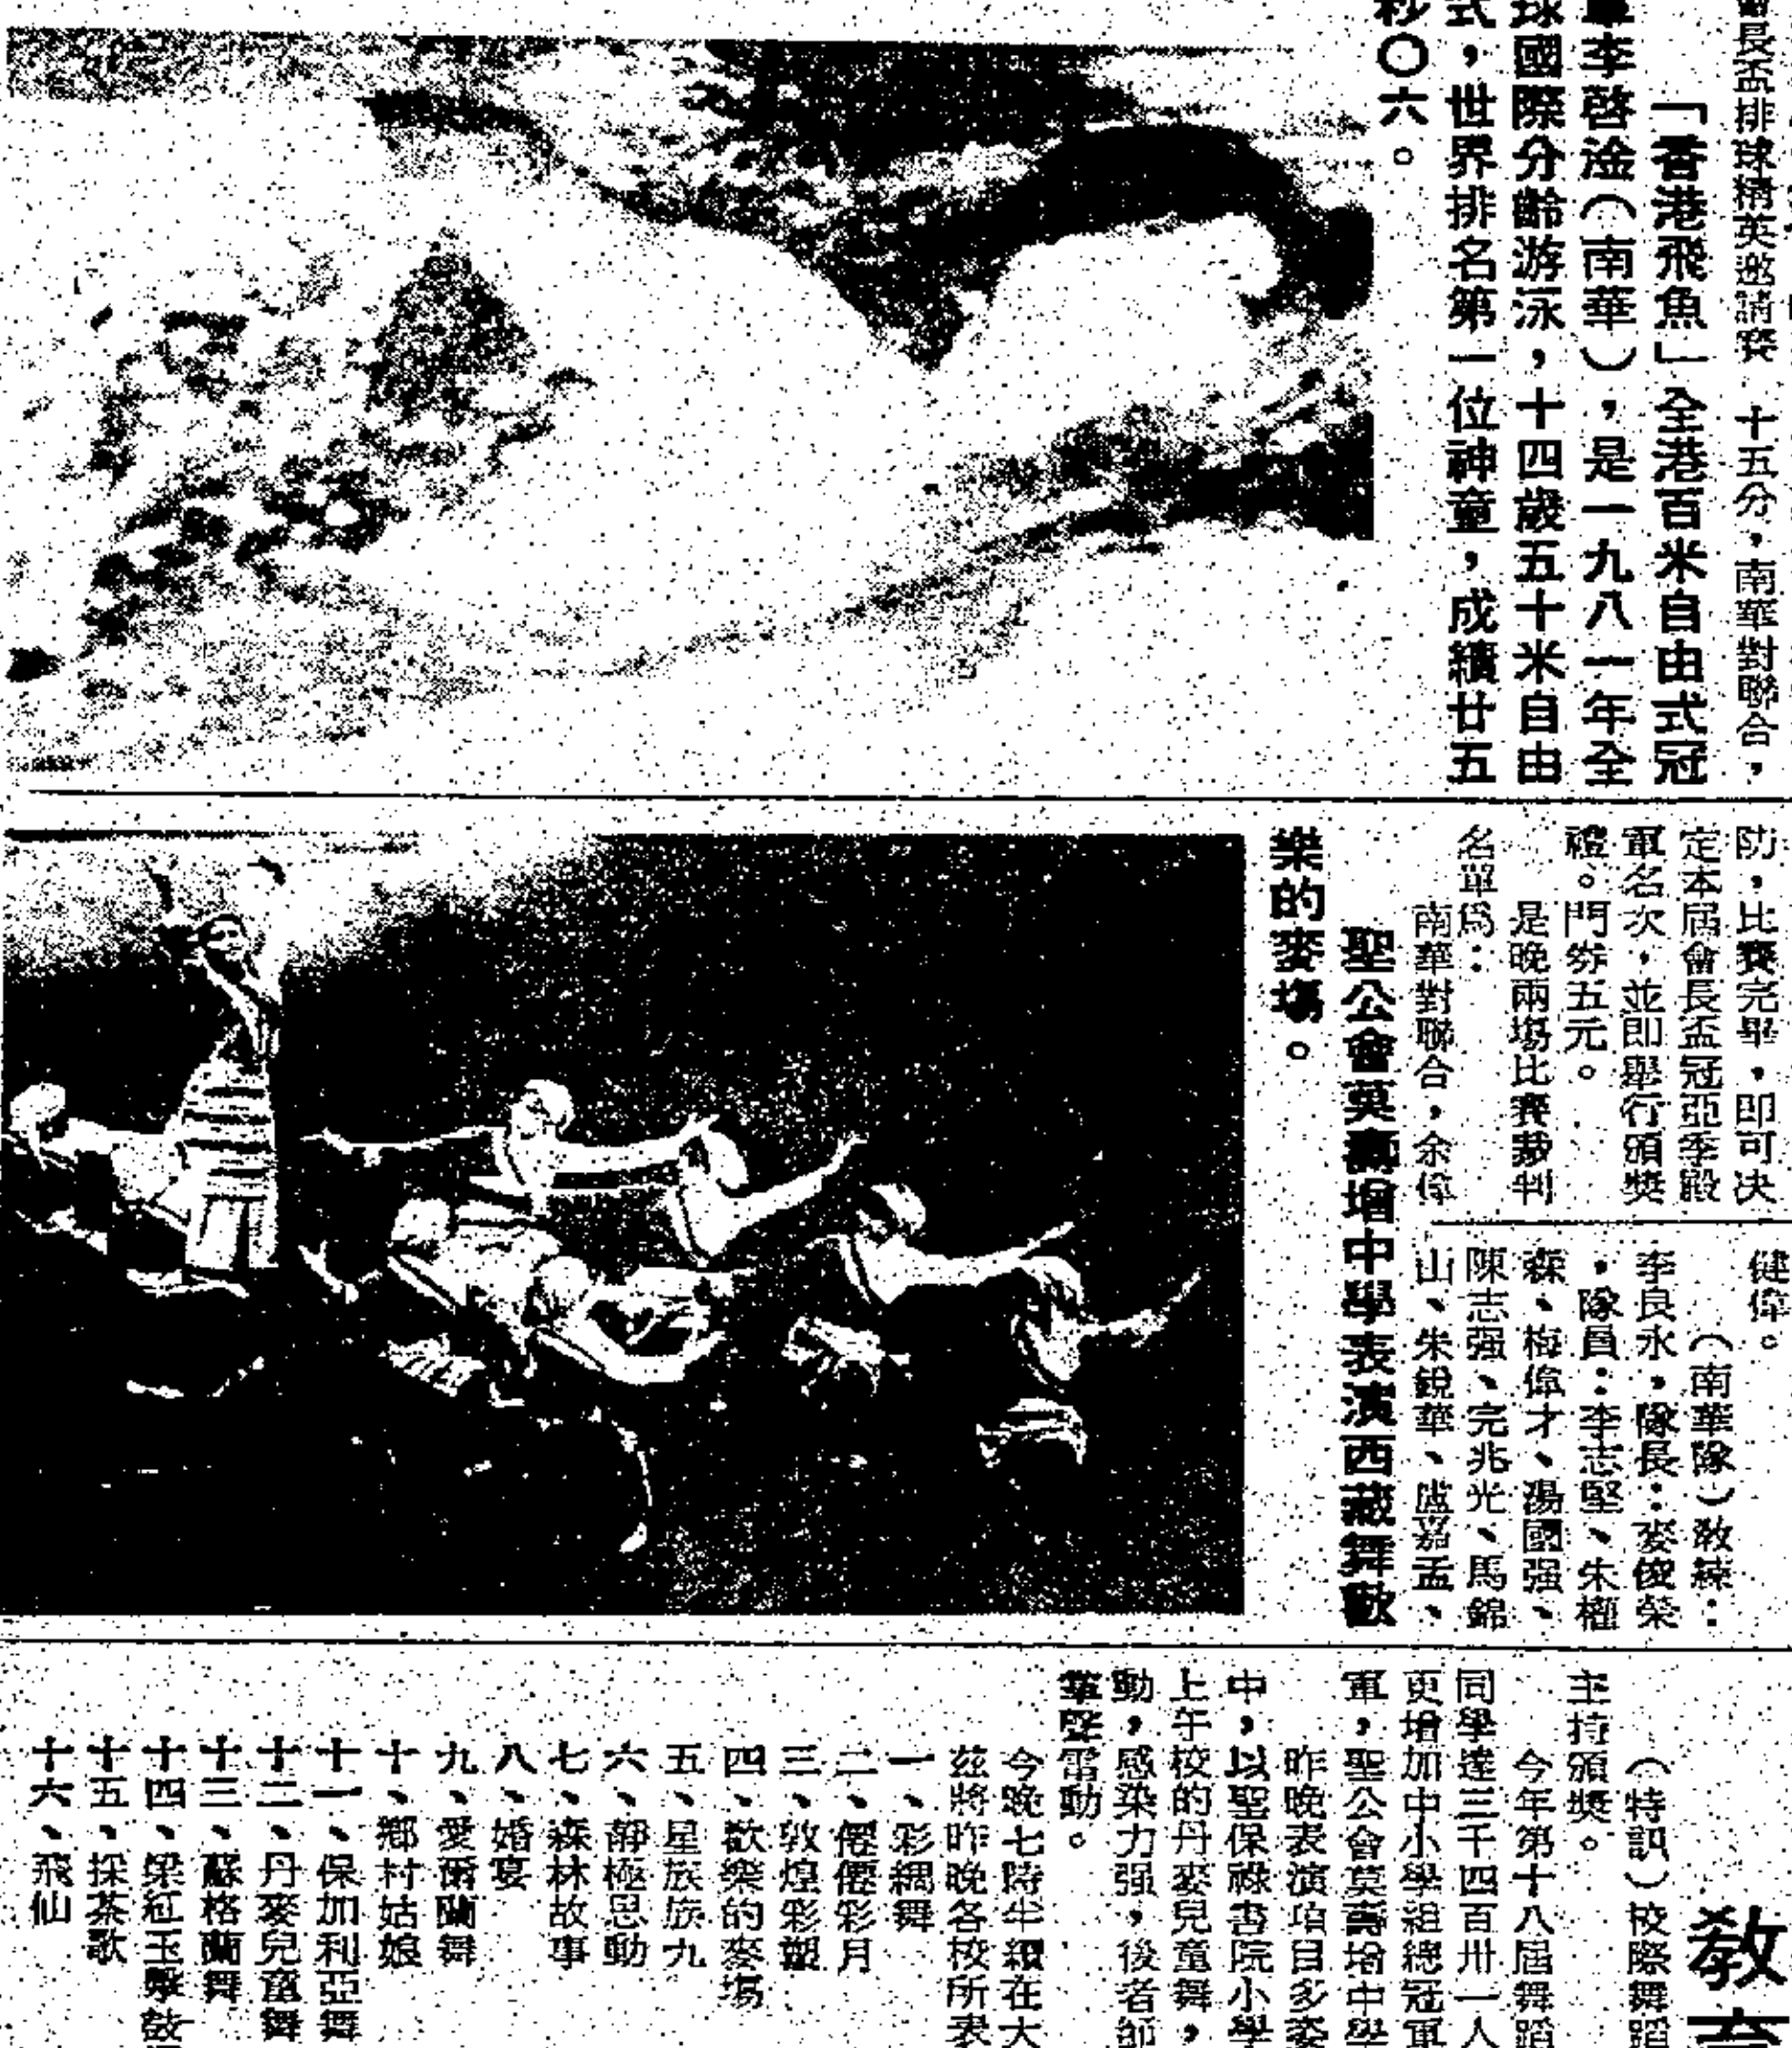 會長盃排球精英邀請賽
十五分，南華對聯合，
「香港飛魚」全港百米自由式冠
軍李啓淦（南華），是一九八一年全
球國際分齡游泳，十四歲五十米自由
式，世界排名第一位神童，成績廿五
秒〇六。
防，比賽完畢，即可决
定本屆會長盃冠亞季殿
軍名次，並即舉行頒獎
禮。門券五元。
是晚兩場比賽裁判
名單爲：
南華對聯合，余偉
健偉。
（南華隊）敎練：
李良永，隊長：麥俊榮
，隊員：李志堅、朱權
森、梅偉才、湯國强、
陳志强、完兆光、馬錦
山、朱銳華、盧嘉孟、
聖公會莫壽增中學表演西藏舞歡
樂的麥場。
敎育
（特訊）校際舞蹈
主持頒獎。
今年第十八屆舞蹈
同學達三千四百卅一人
更增加中小學組總冠軍
軍，聖公會莫壽增中學
昨晚表演項目多姿
中，以聖保祿書院小學
上午校的丹麥兒童舞，
動，感染力强，後者節
掌聲雷動。
今晚七時半續在大
茲將昨晚各校所表
一、彩綢舞
二、僊僊彩月
三、敦煌彩塑
四、歡樂的麥場
五、星族族九
六、靜極思動
七、森林故事
八、婚宴
九、愛爾蘭舞
十、鄉村姑娘
十一、保加利亞舞
十二、丹麥兒童舞
十三、蘇格蘭舞
十四、梁紅玉擊鼓
十五、採茶歌
十六、飛仙